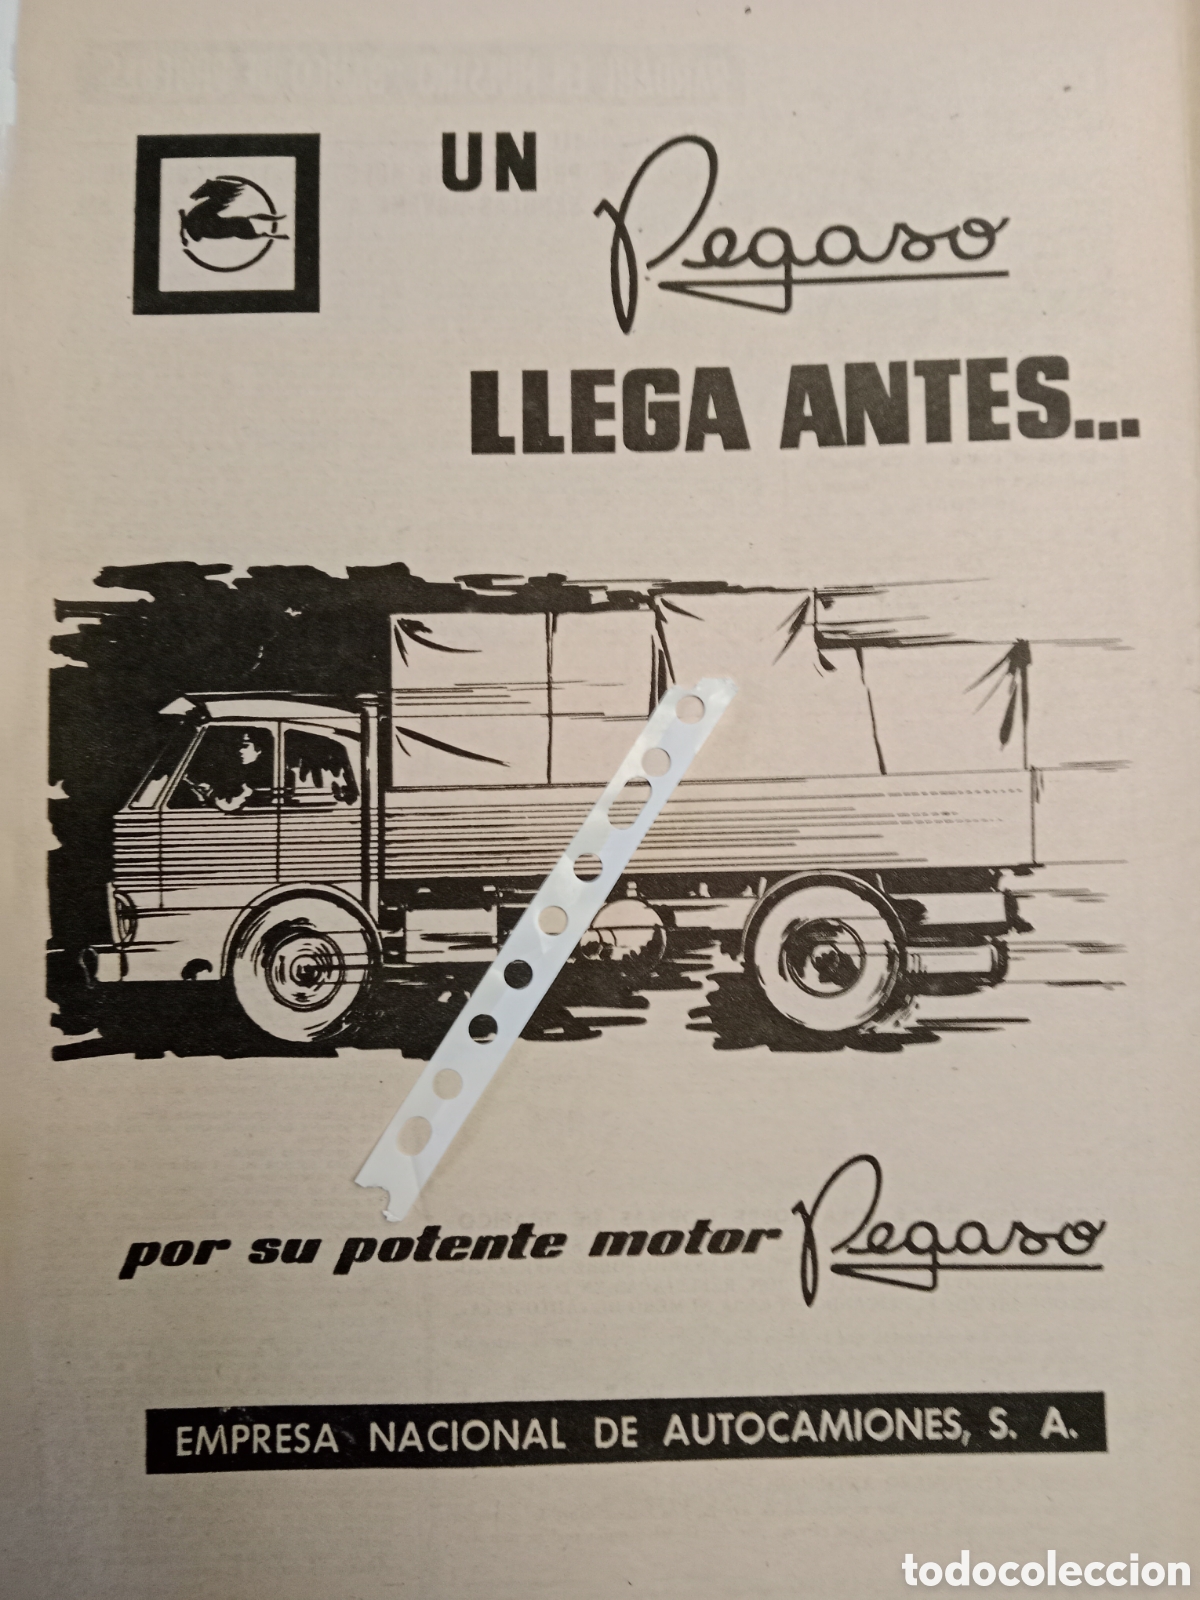 UN Pegaso
LLEGA ANTES...
por su potente motor Pegaso
EMPRESA NACIONAL DE AUTOCAMIONES, S. A.
todocoleccion